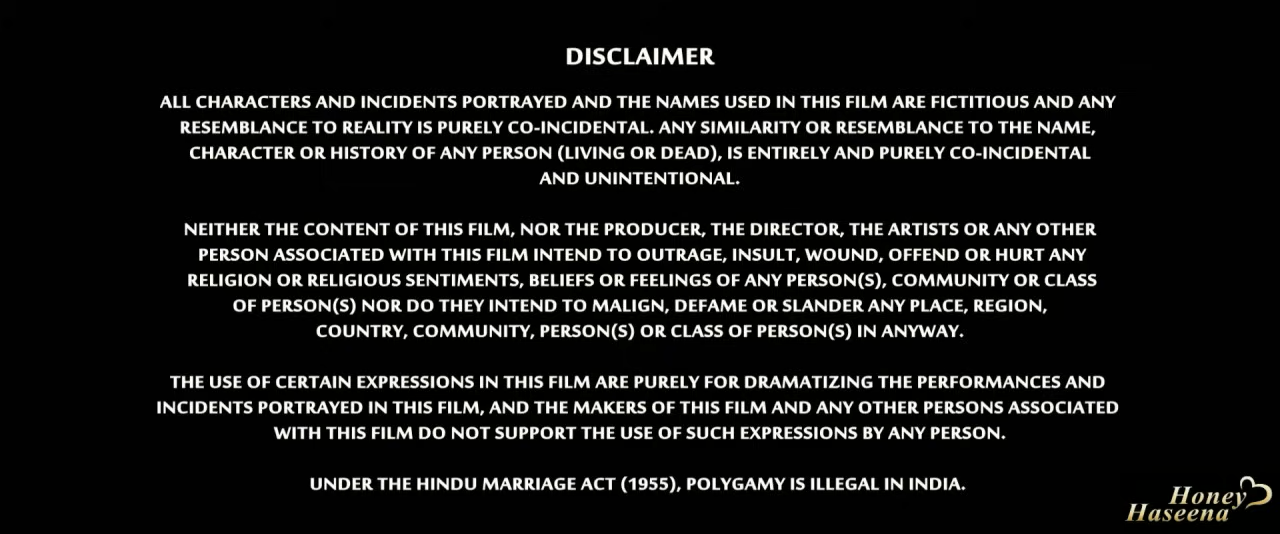 DISCLAIMER
ALL CHARACTERS AND INCIDENTS PORTRAYED AND THE NAMES USED IN THIS FILM ARE FICTITIOUS AND ANY
RESEMBLANCE TO REALITY IS PURELY CO-INCIDENTAL. ANY SIMILARITY OR RESEMBLANCE TO THE NAME,
CHARACTER OR HISTORY OF ANY PERSON (LIVING OR DEAD), IS ENTIRELY AND PURELY CO-INCIDENTAL
AND UNINTENTIONAL.
NEITHER THE CONTENT OF THIS FILM, NOR THE PRODUCER, THE DIRECTOR, THE ARTISTS OR ANY OTHER
PERSON ASSOCIATED WITH THIS FILM INTEND TO OUTRAGE, INSULT, WOUND, OFFEND OR HURT ANY
RELIGION OR RELIGIOUS SENTIMENTS, BELIEFS OR FEELINGS OF ANY PERSON(S), COMMUNITY OR CLASS
OF PERSON(S) NOR DO THEY INTEND TO MALIGN, DEFAME OR SLANDER ANY PLACE, REGION,
COUNTRY, COMMUNITY, PERSON(S) OR CLASS OF PERSON(S) IN ANYWAY.
THE USE OF CERTAIN EXPRESSIONS IN THIS FILM ARE PURELY FOR DRAMATIZING THE PERFORMANCES AND
INCIDENTS PORTRAYED IN THIS FILM, AND THE MAKERS OF THIS FILM AND ANY OTHER PERSONS ASSOCIATED
WITH THIS FILM DO NOT SUPPORT THE USE OF SUCH EXPRESSIONS BY ANY PERSON.
UNDER THE HINDU MARRIAGE ACT (1955), POLYGAMY IS ILLEGAL IN INDIA.
Honey
Haseena